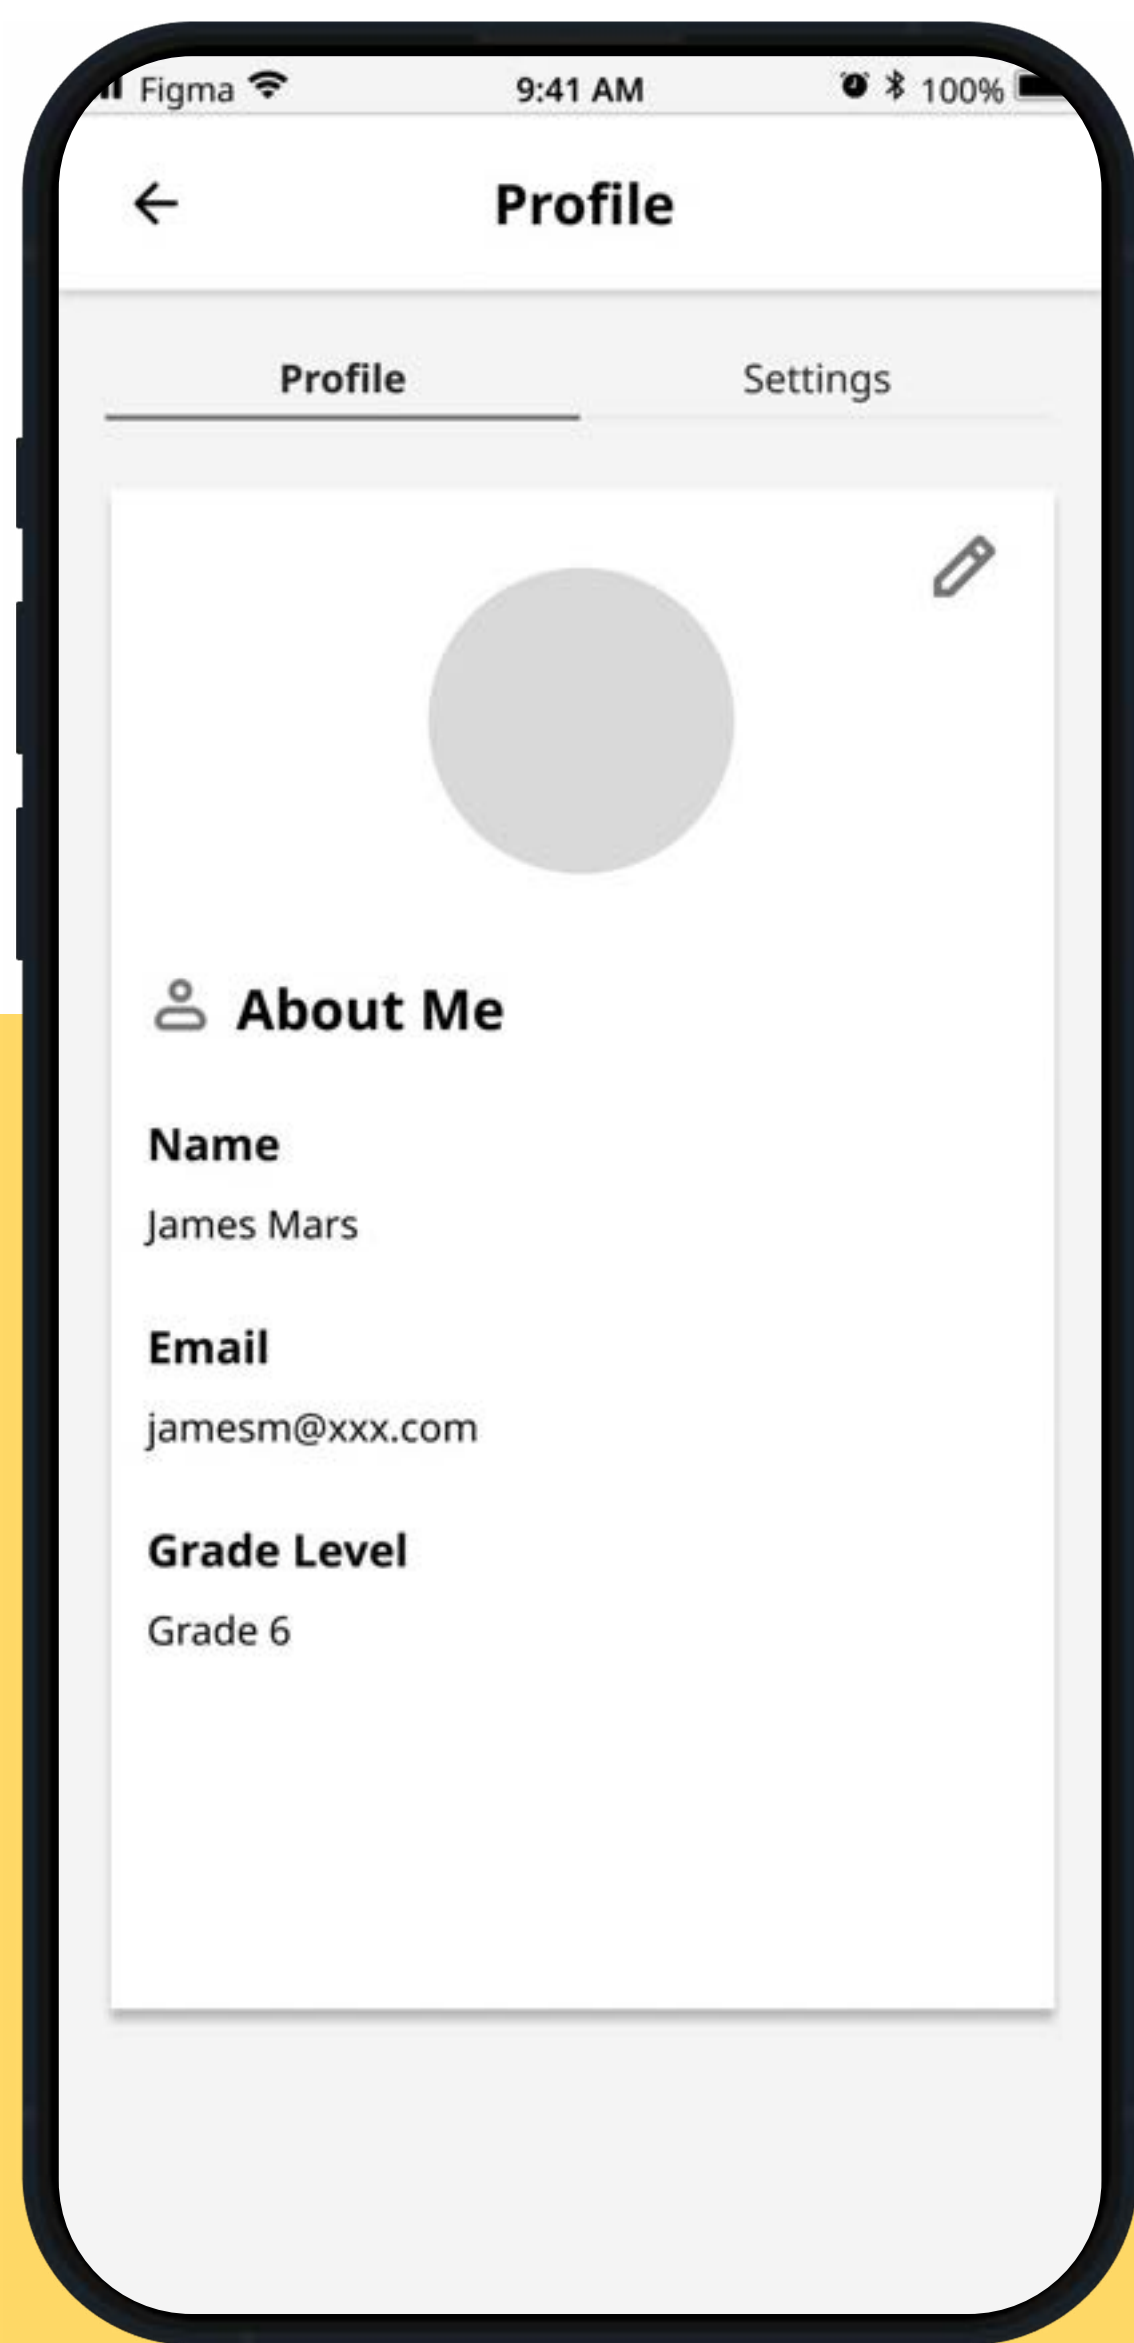 Figma 9:41 AM 100%
Profile
Profile Settings
About Me
Name
James Mars
Email
jamesm@xxx.com
Grade Level
Grade 6